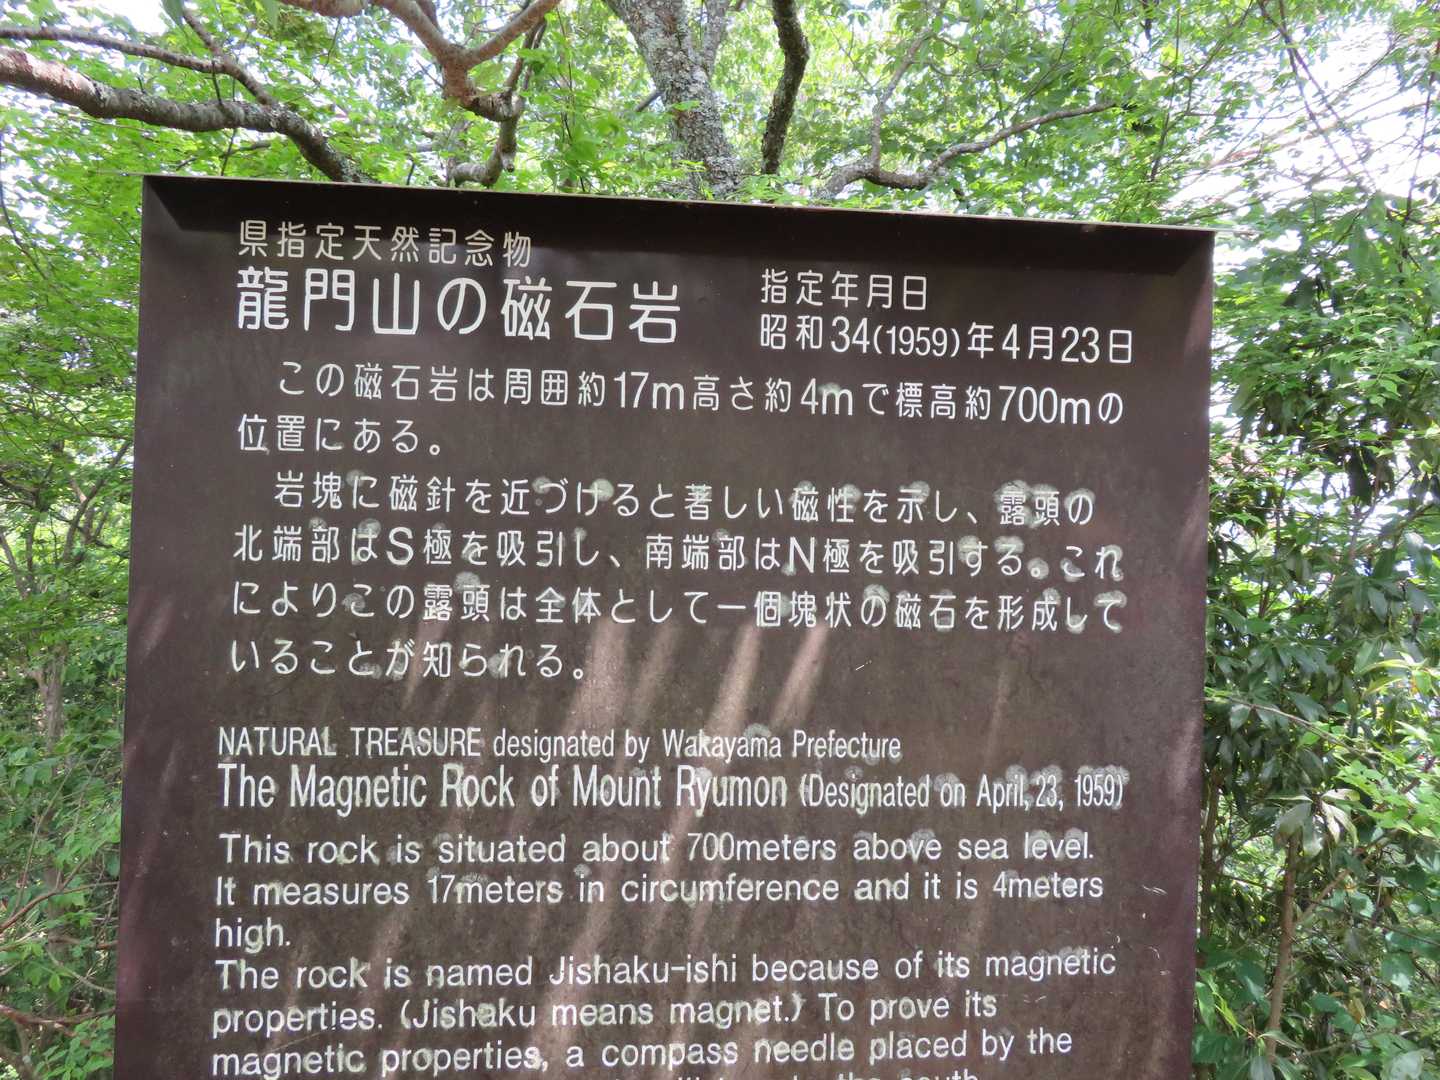 県指定天然記念物
龍門山の磁石岩
指定年月日
昭和34(1959)年4月23日
この磁石岩は周囲約17m高さ約4mで標高約700mの
位置にある。
岩塊に磁針を近づけると著しい磁性を示し、露頭の
北端部はS極を吸引し、南端部はN極を吸引する。これ
によりこの露頭は全体として一個塊状の磁石を形成して
いることが知られる。
NATURAL TREASURE designated by Wakayama Prefecture
The Magnetic Rock of Mount Ryumon (Designated on April, 23, 1959)
This rock is situated about 700meters above sea level.
It measures 17meters in circumference and it is 4meters
high.
The rock is named Jishaku-ishi because of its magnetic
properties. (Jishaku means magnet.) To prove its
magnetic properties, a compass needle placed by the
the south